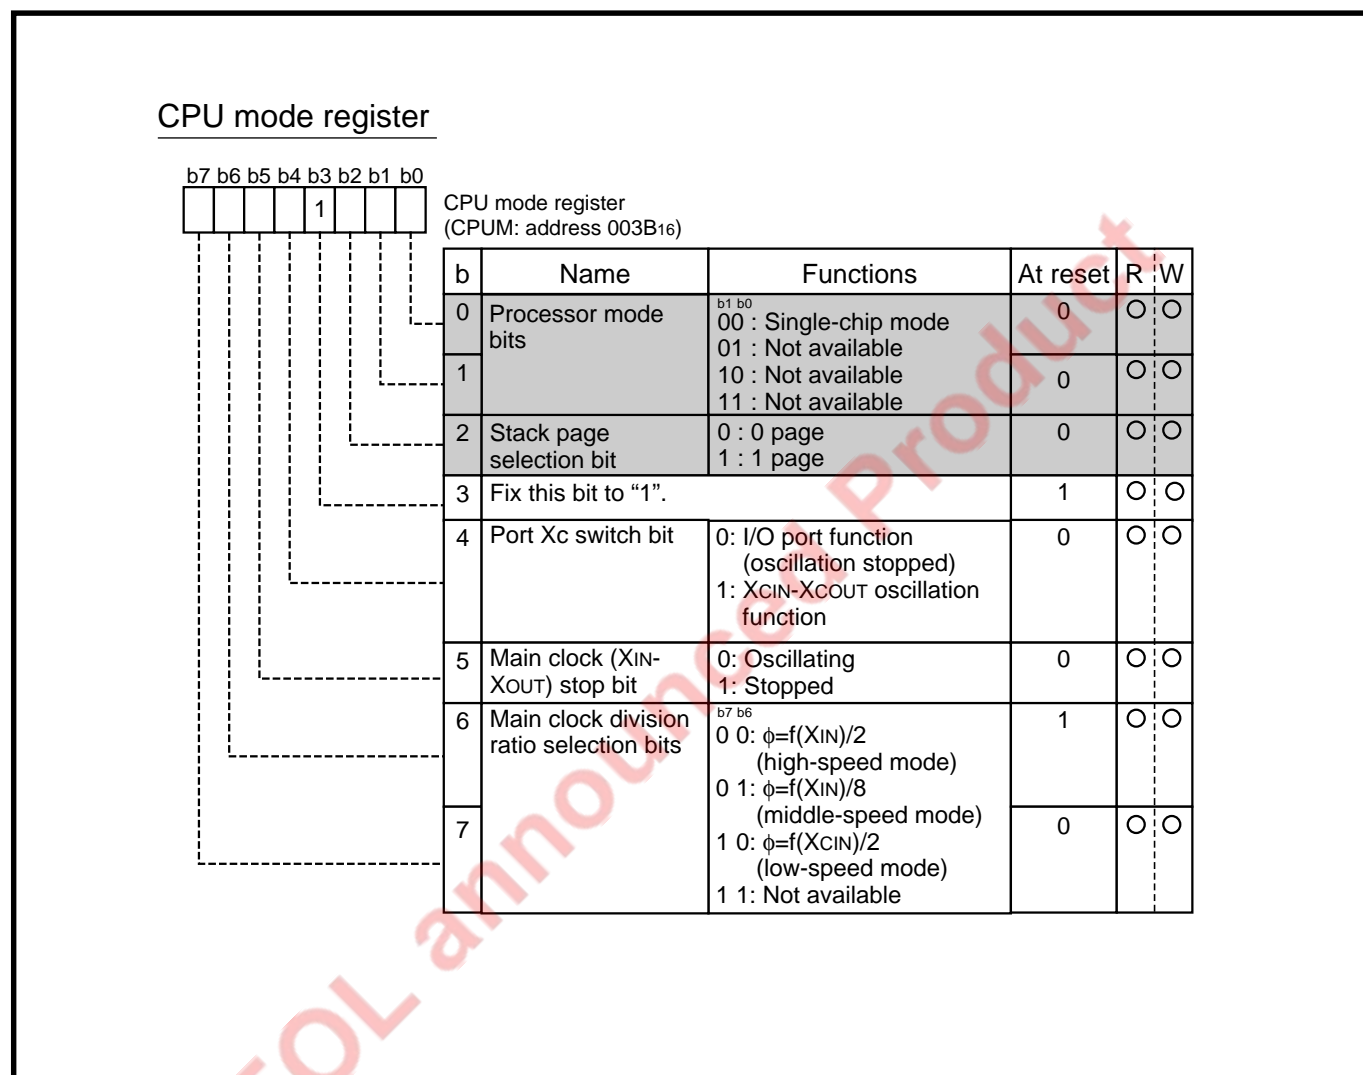 CPU mode register
b7 b6 b5 b4 b3 b2 b1 b0
1
CPU mode register
(CPUM: address 003B16)
b Name Functions At reset R W
0 Processor mode bits
b1 b0
00 : Single-chip mode
01 : Not available
10 : Not available
11 : Not available
0 O O
1 0 O O
2 Stack page selection bit
0 : 0 page
1 : 1 page
0 O O
3 Fix this bit to “1”. 1 O O
4 Port Xc switch bit
0: I/O port function
(oscillation stopped)
1: XCIN-XCOUT oscillation
function
0 O O
5 Main clock (XIN-
XOUT) stop bit
0: Oscillating
1: Stopped
0 O O
6 Main clock division
ratio selection bits
b7 b6
0 0: ϕ=f(XIN)/2
(high-speed mode)
0 1: ϕ=f(XIN)/8
(middle-speed mode)
1 0: ϕ=f(XCIN)/2
(low-speed mode)
1 1: Not available
1 O O
7 0 O O
EOL announced Product